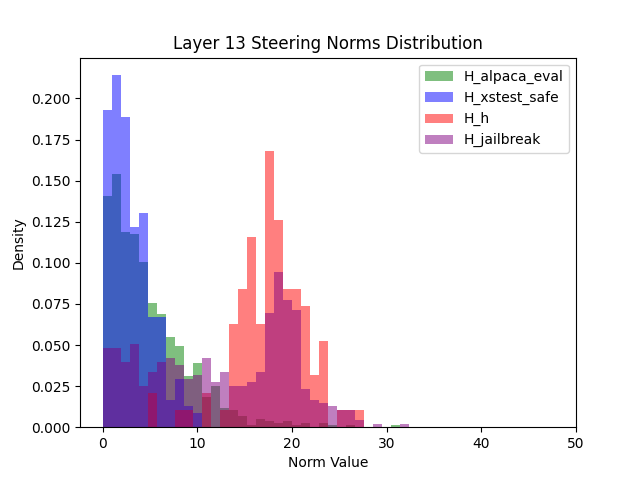 Layer 13 Steering Norms Distribution
H_alpaca_eval
H_xstest_safe
H_h
H_jailbreak
0.200
0.175
0.150
0.125
0.100
0.075
0.050
0.025
0.000
Density
0 10 20 30 40 50
Norm Value